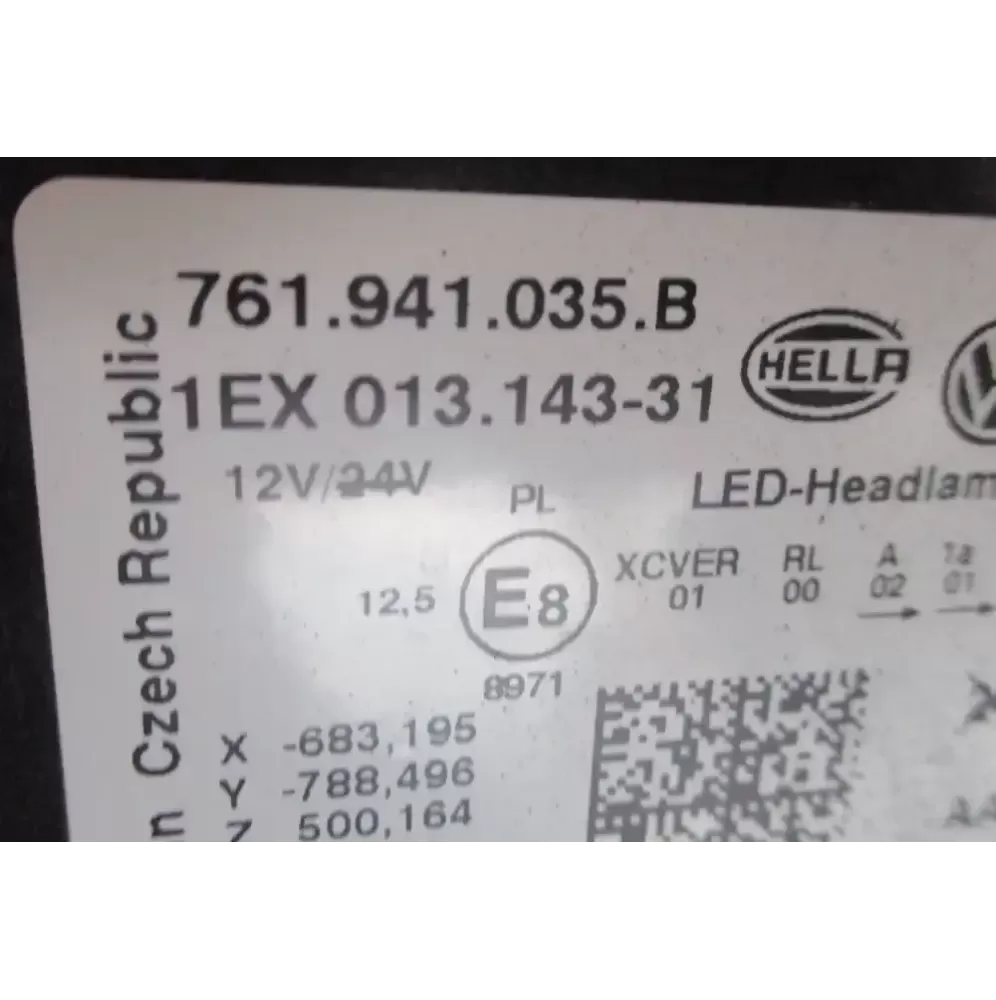 761.941.035.B
1EX 013.143-31
HELLA
12V/24V
PL
LED-Headlam
12,5
E8
XCVER
01
RL
00
A
02
1a
01
8971
X -683,195
Y -788,496
Z 500,164
n Czech Republic